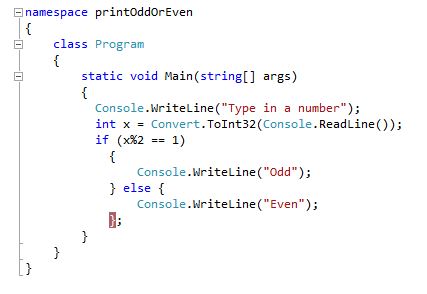 namespace printOddOrEven
{
    class Program
    {
        static void Main(string[] args)
        {
          Console.WriteLine("Type in a number");
          int x = Convert.ToInt32(Console.ReadLine());
          if (x%2 == 1)
            {
                Console.WriteLine("Odd");
            } else {
                Console.WriteLine("Even");
            };
        }
    }
}